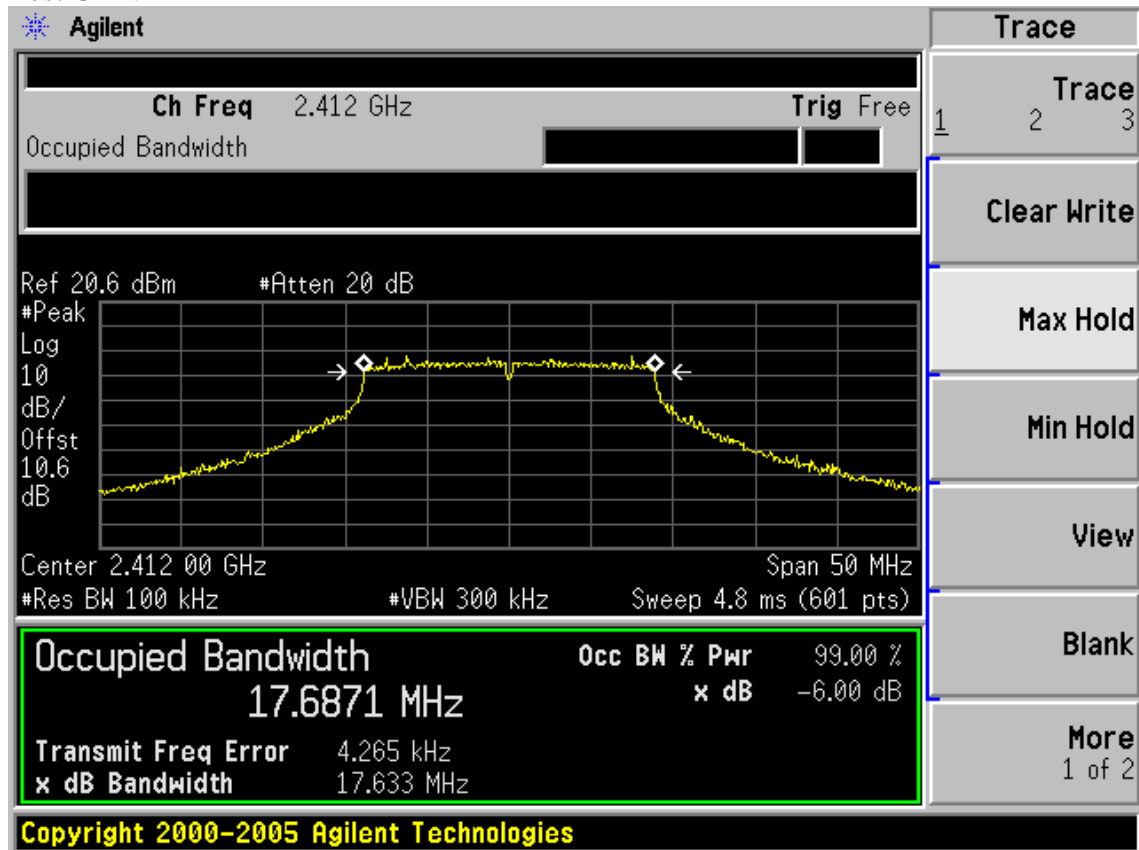 Agilent
Trace
Ch Freq 2.412 GHz Trig Free
Occupied Bandwidth
Trace
1 2 3
Clear Write
Max Hold
Min Hold
View
Blank
More
1 of 2
Ref 20.6 dBm #Atten 20 dB
#Peak
Log
10
dB/
Offst
10.6
dB
Center 2.412 00 GHz Span 50 MHz
#Res BW 100 kHz #VBW 300 kHz Sweep 4.8 ms (601 pts)
Occupied Bandwidth Occ BW % Pwr 99.00 %
17.6871 MHz x dB -6.00 dB
Transmit Freq Error 4.265 kHz
x dB Bandwidth 17.633 MHz
Copyright 2000-2005 Agilent Technologies